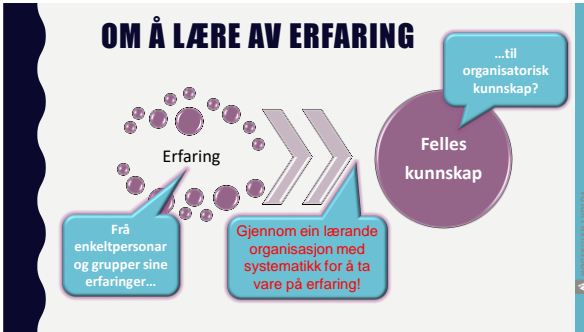 OM Å LÆRE AV ERFARING
…til
organisatorisk
kunnskap?
Erfaring
Felles
kunnskap
Frå
enkeltpersonar
og grupper sine
erfaringer…
Gjennom ein lærande
organisasjon med
systematikk for å ta
vare på erfaring!